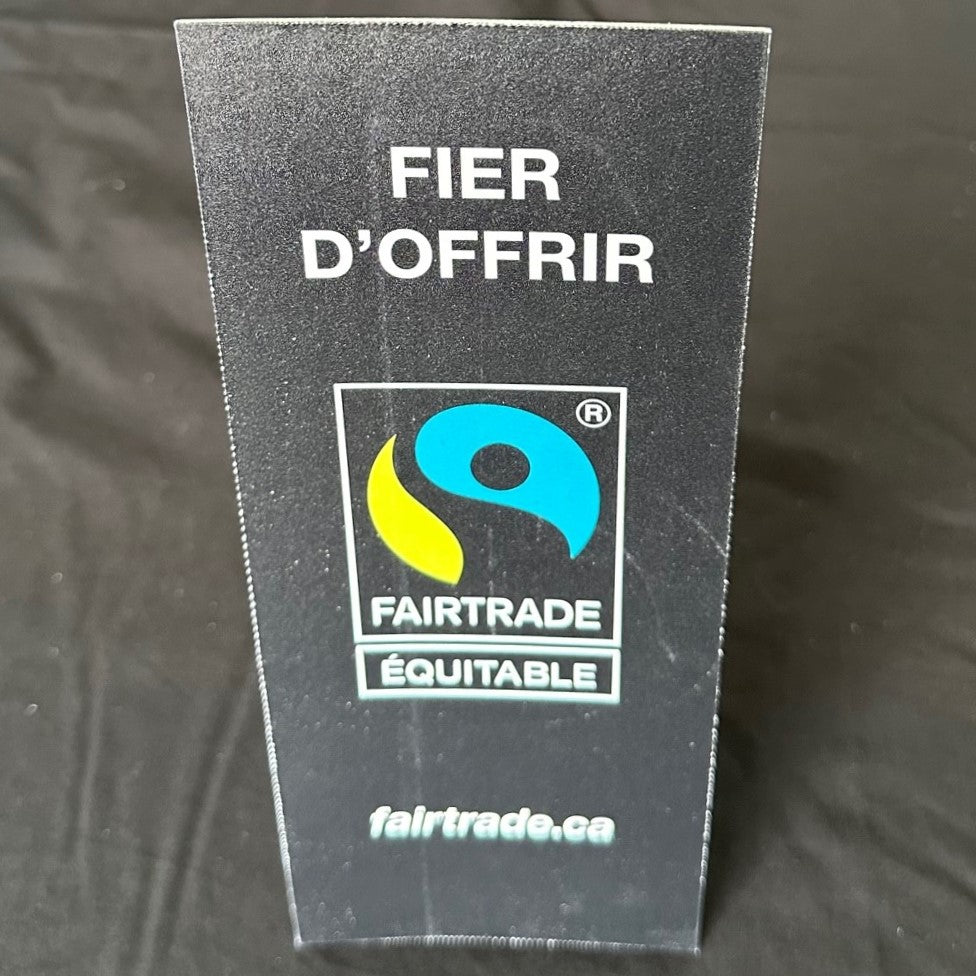 FIER
D'OFFRIR
®
FAIRTRADE
ÉQUITABLE
fairtrade.ca